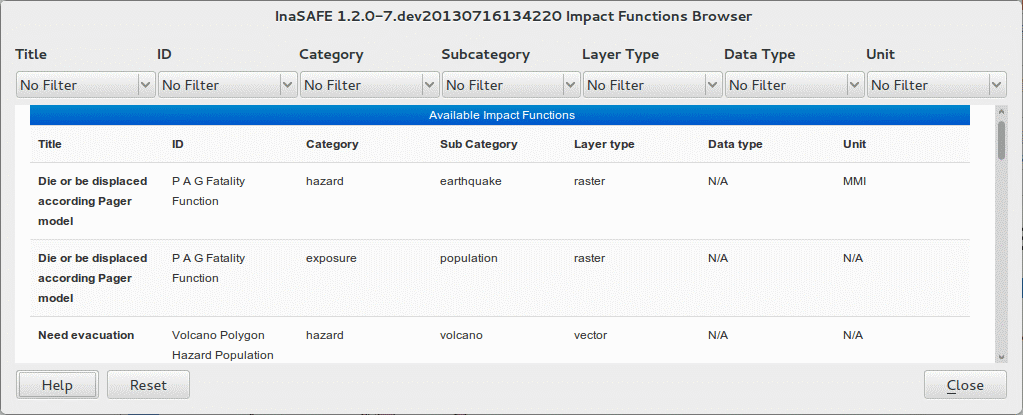 InaSAFE 1.2.0-7.dev20130716134220 Impact Functions Browser
Title ID Category Subcategory Layer Type Data Type Unit
No Filter No Filter No Filter No Filter No Filter No Filter No Filter
Available Impact Functions
Title ID Category Sub Category Layer type Data type Unit
Die or be displaced P A G Fatality hazard earthquake raster N/A MMI
according Pager Function
model
Die or be displaced P A G Fatality exposure population raster N/A N/A
according Pager Function
model
Need evacuation Volcano Polygon hazard volcano vector N/A N/A
Hazard Population
Help Reset Close